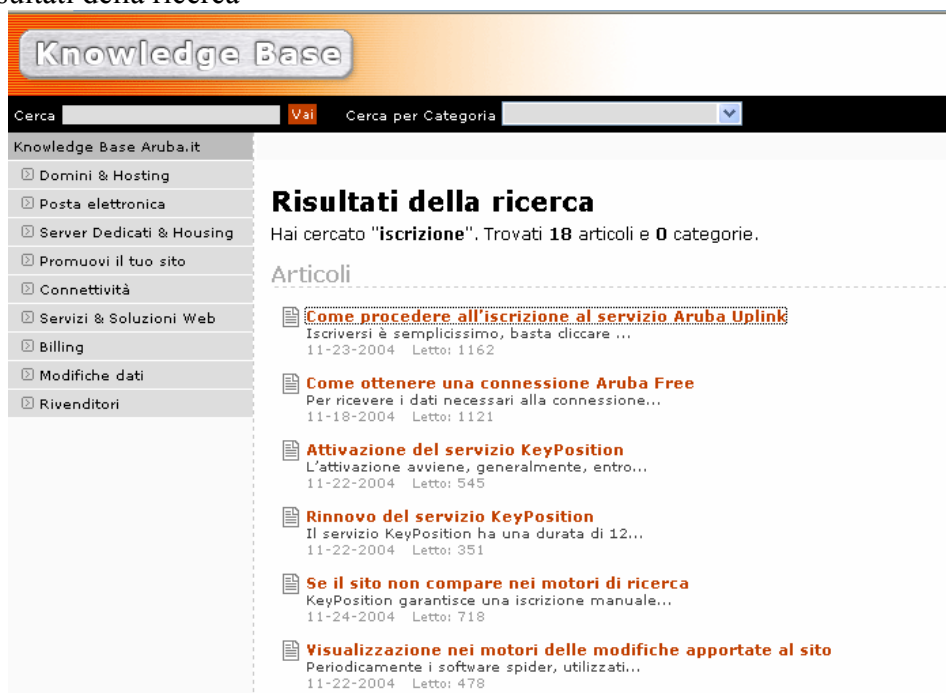 sultati della ricerca
Knowledge Base
Cerca Vai Cerca per Categoria
Knowledge Base Aruba.it
Domini & Hosting
Posta elettronica
Server Dedicati & Housing
Promuovi il tuo sito
Connettività
Servizi & Soluzioni Web
Billing
Modifiche dati
Rivenditori
Risultati della ricerca
Hai cercato "iscrizione". Trovati 18 articoli e 0 categorie.
Articoli
Come procedere all'iscrizione al servizio Aruba Uplink
Iscriversi è semplicissimo, basta cliccare ...
11-23-2004 Letto: 1162
Come ottenere una connessione Aruba Free
Per ricevere i dati necessari alla connessione...
11-18-2004 Letto: 1121
Attivazione del servizio KeyPosition
L'attivazione avviene, generalmente, entro...
11-22-2004 Letto: 545
Rinnovo del servizio KeyPosition
Il servizio KeyPosition ha una durata di 12...
11-22-2004 Letto: 351
Se il sito non compare nei motori di ricerca
KeyPosition garantisce una iscrizione manuale...
11-24-2004 Letto: 718
Visualizzazione nei motori delle modifiche apportate al sito
Periodicamente i software spider, utilizzati...
11-22-2004 Letto: 478